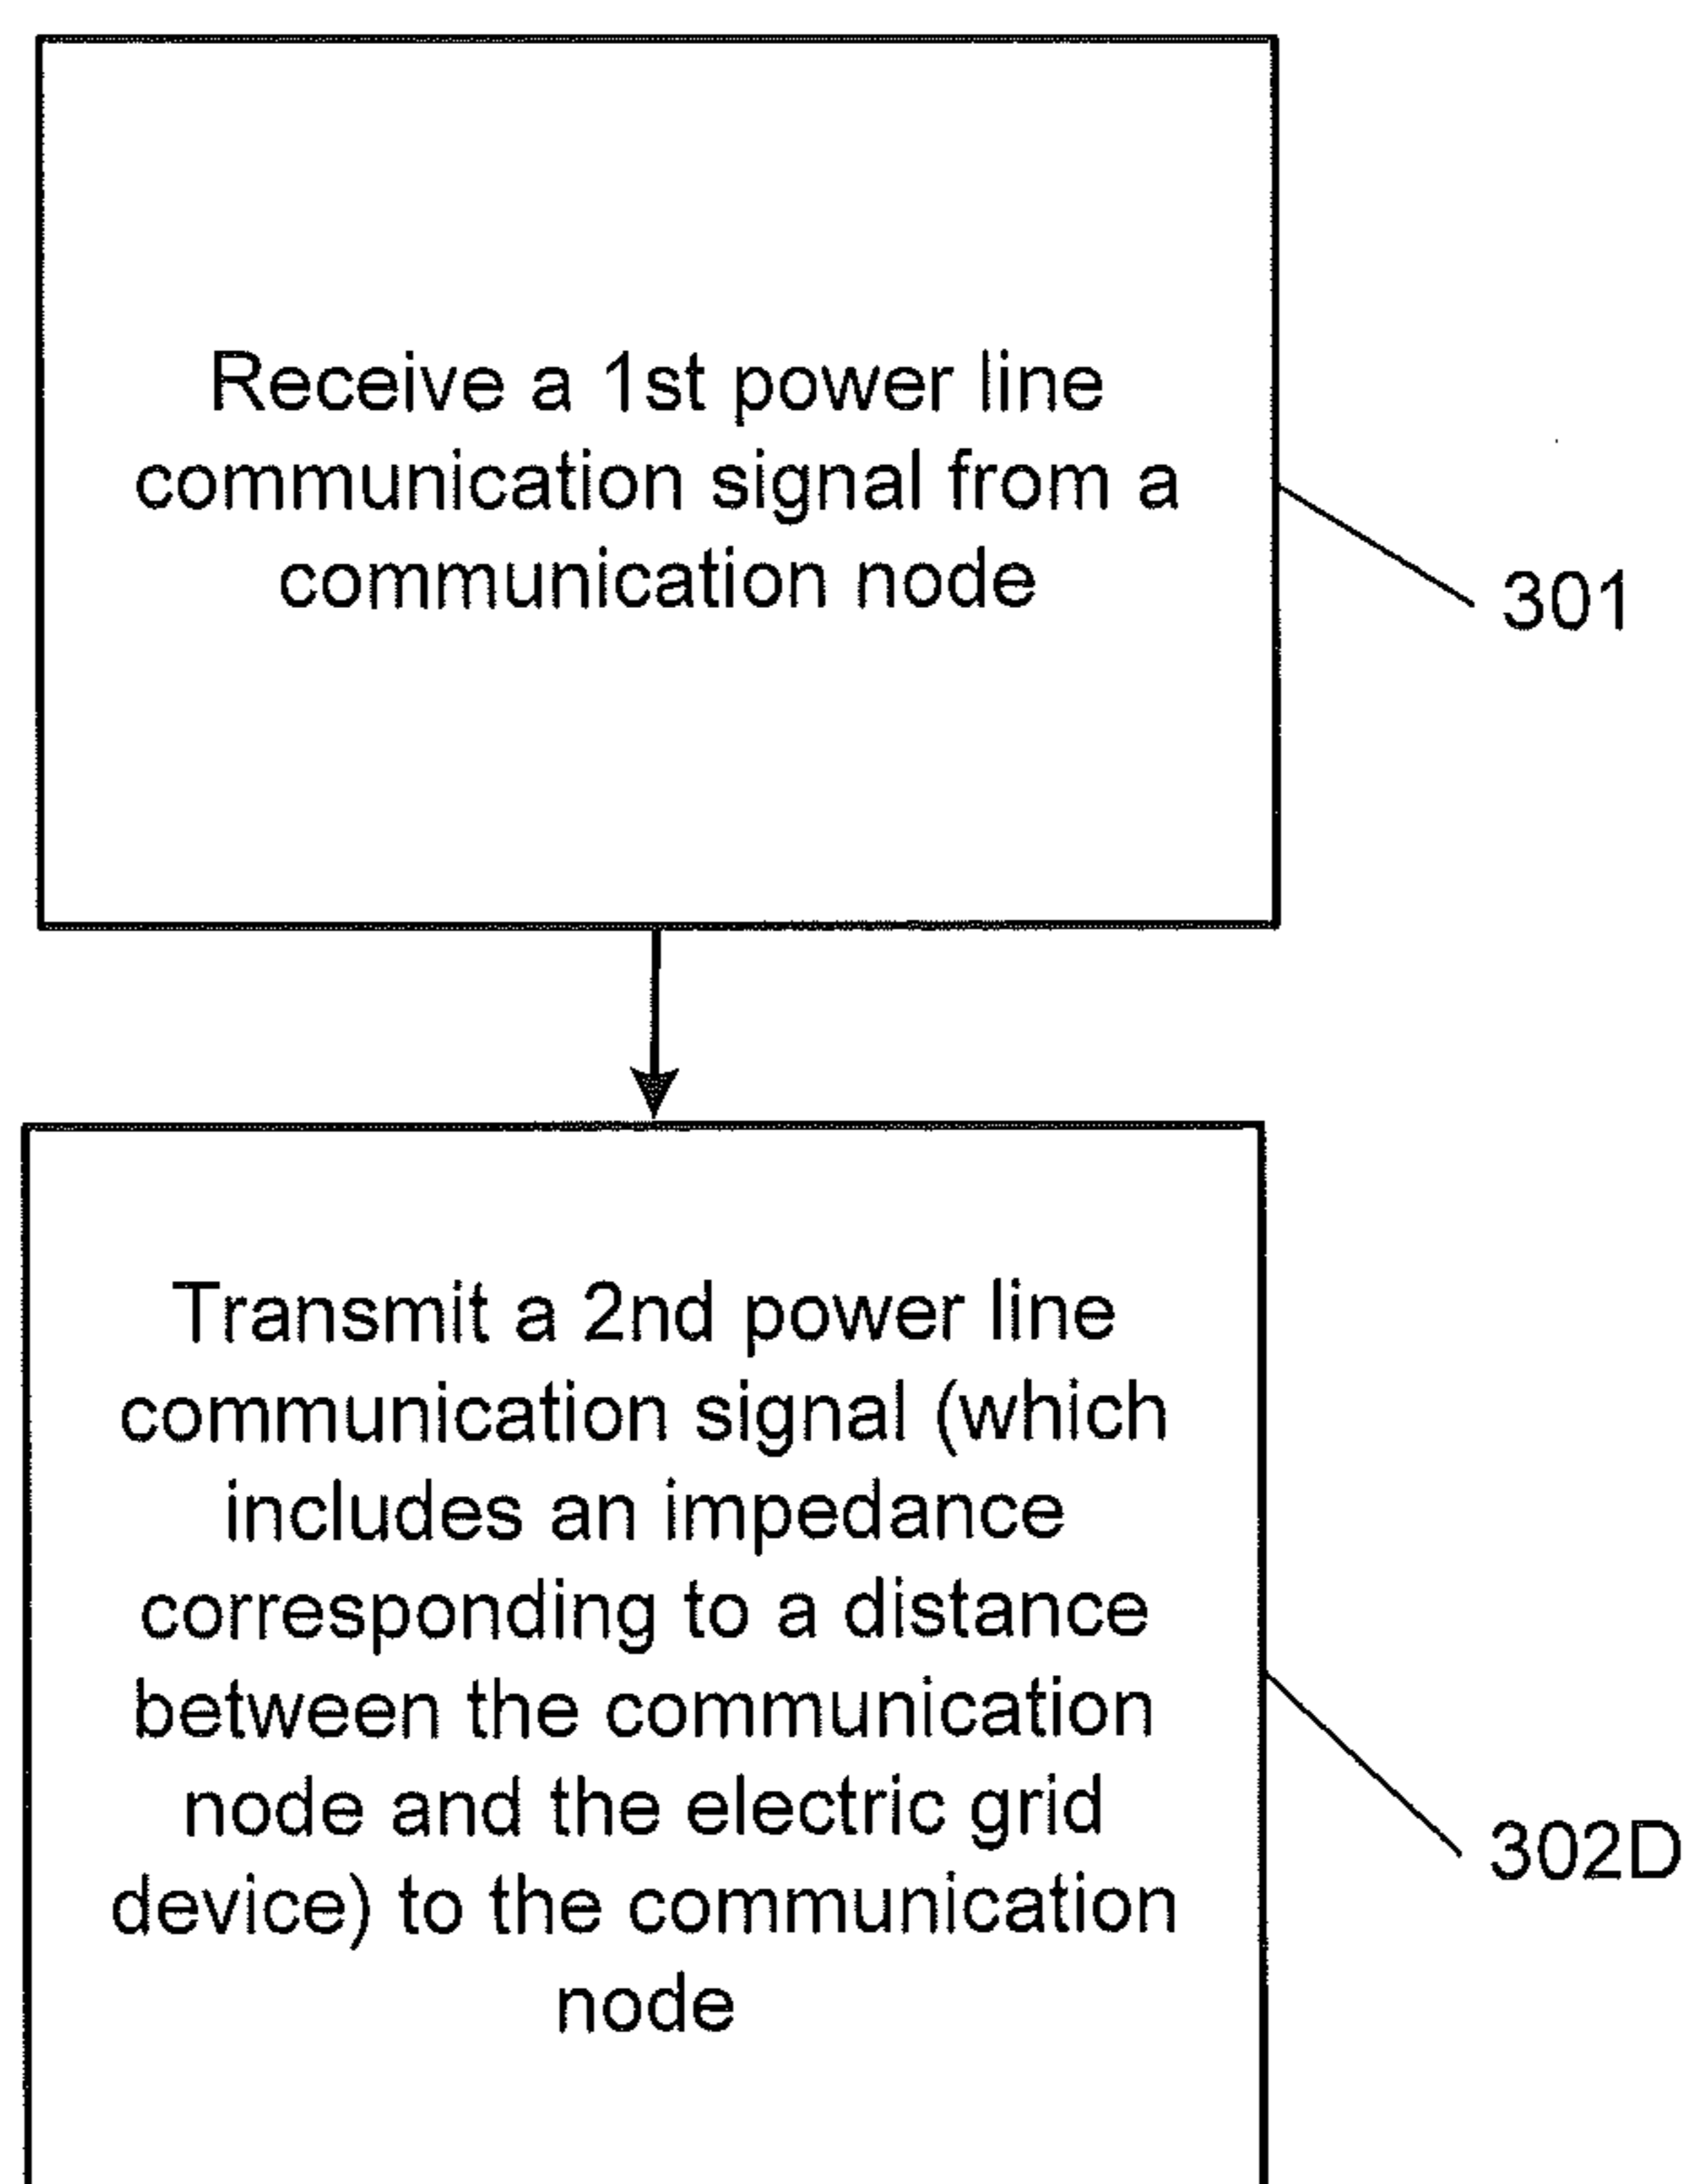 Receive a 1st power line
communication signal from a
communication node
301
Transmit a 2nd power line
communication signal (which
includes an impedance
corresponding to a distance
between the communication
node and the electric grid
device) to the communication
node
302D